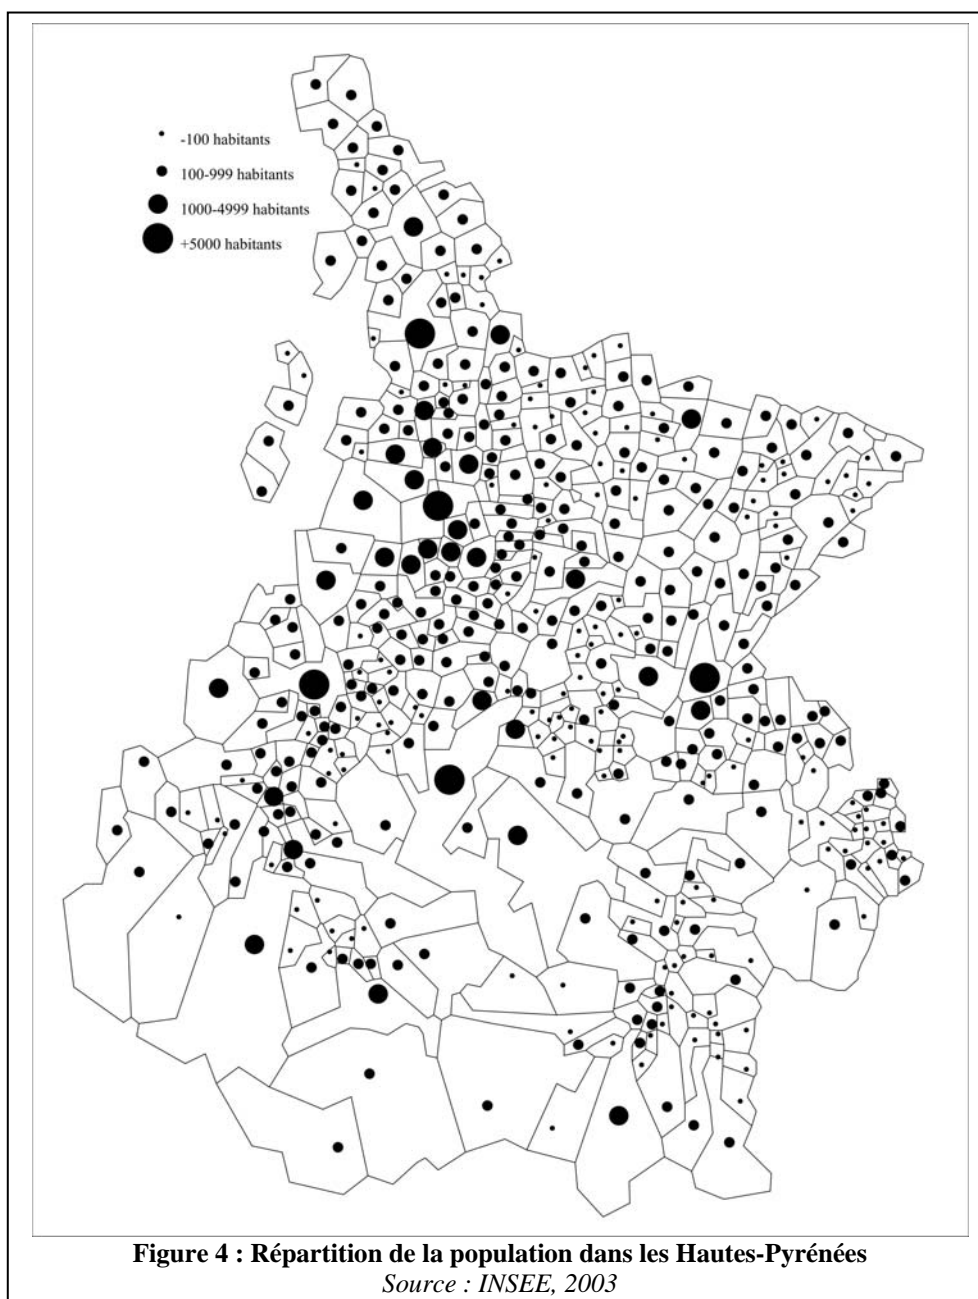 -100 habitants
100-999 habitants
1000-4999 habitants
+5000 habitants
Figure 4 : Répartition de la population dans les Hautes-Pyrénées
Source : INSEE, 2003